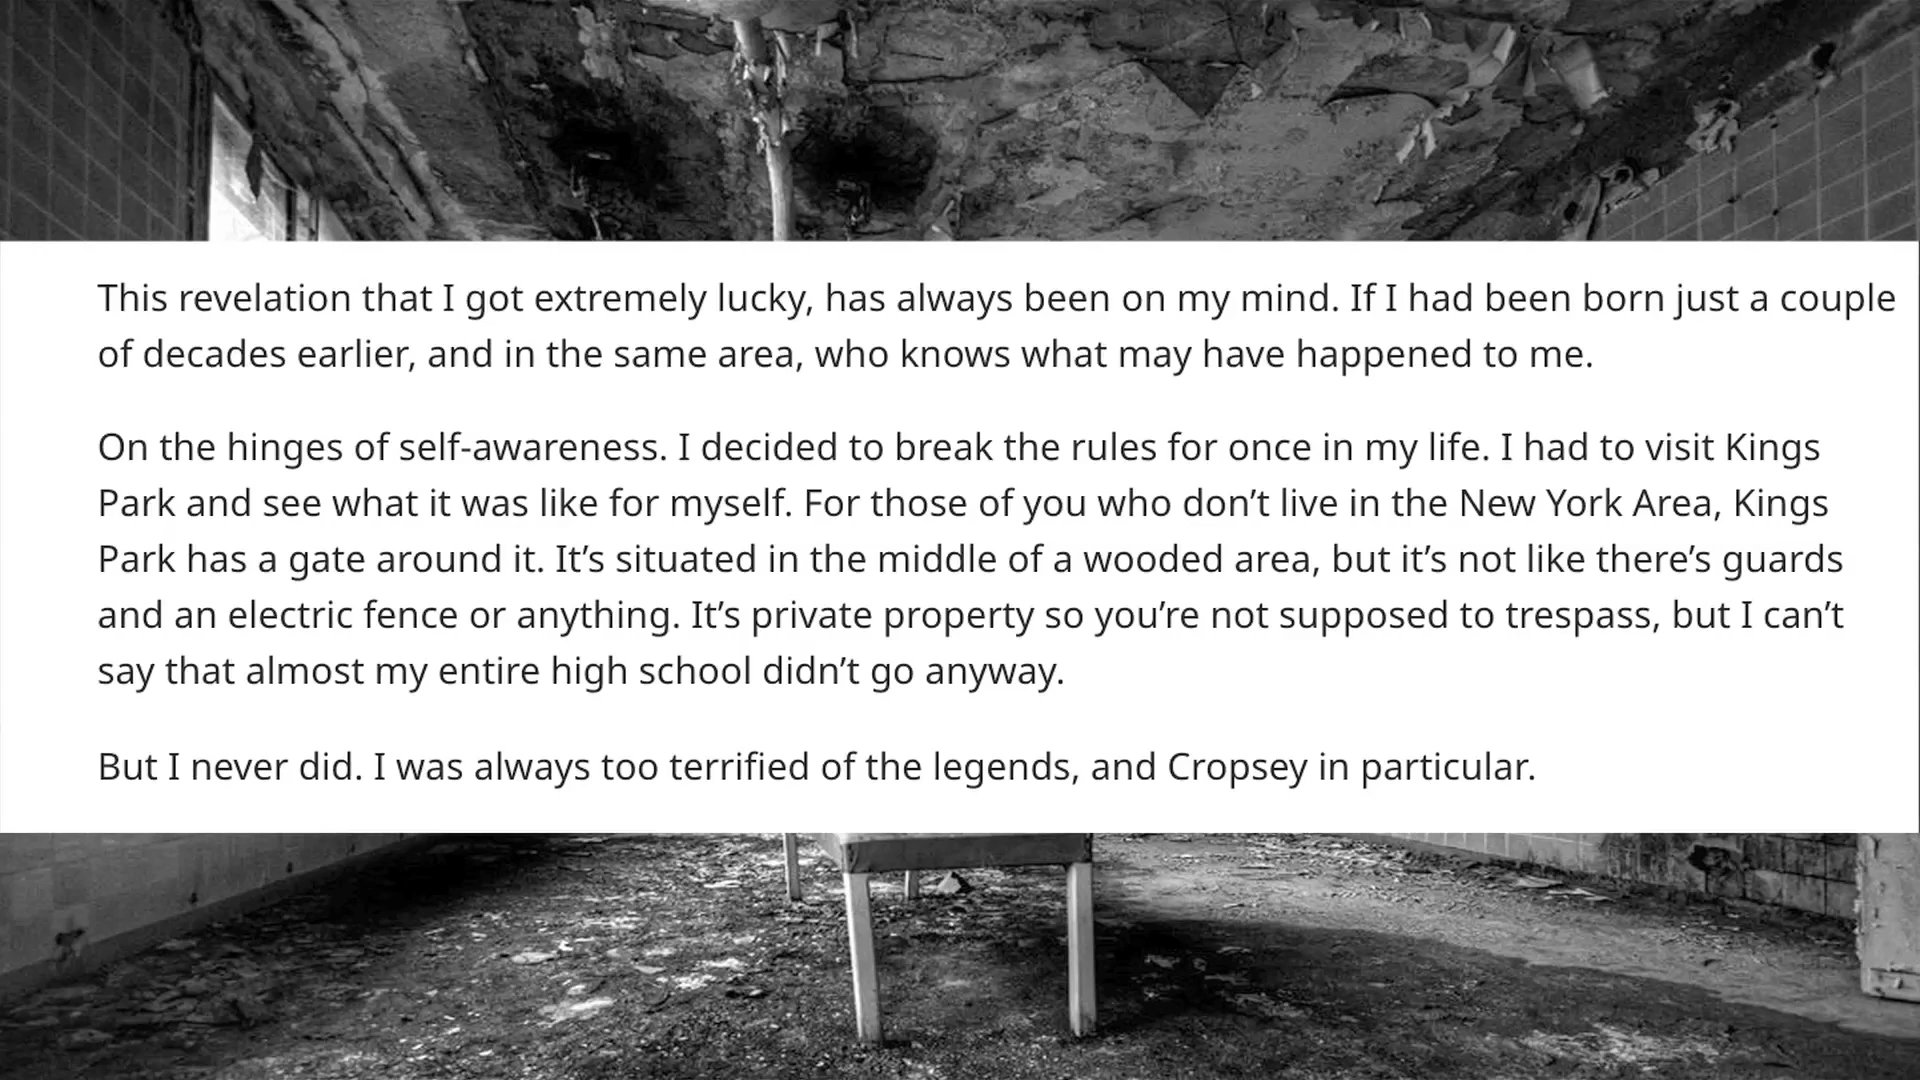 This revelation that I got extremely lucky, has always been on my mind. If I had been born just a couple
of decades earlier, and in the same area, who knows what may have happened to me.
On the hinges of self-awareness. I decided to break the rules for once in my life. I had to visit Kings
Park and see what it was like for myself. For those of you who don’t live in the New York Area, Kings
Park has a gate around it. It’s situated in the middle of a wooded area, but it’s not like there’s guards
and an electric fence or anything. It’s private property so you’re not supposed to trespass, but I can’t
say that almost my entire high school didn’t go anyway.
But I never did. I was always too terrified of the legends, and Cropsey in particular.